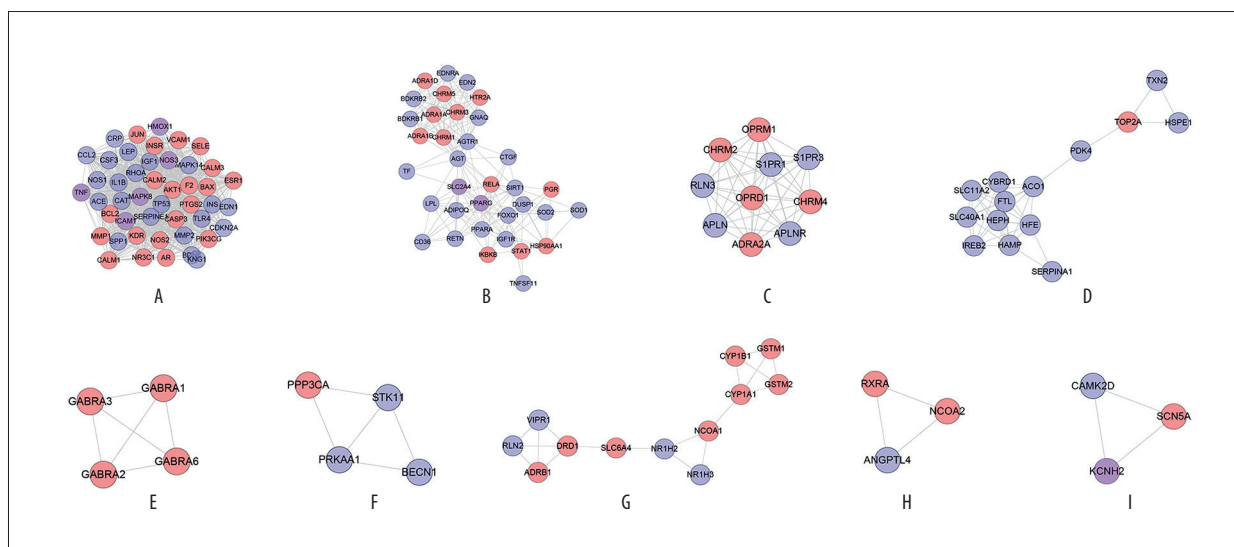 HMOX1
JUN
VCAM1
CRP
INSR
SELE
LEP
CCL2
CSF3
IGF1
NOS3
MAPK14
CALM3
RHOA
NOS1
IL1B
CALM2
F2
BAX
ESR1
TNF
AKT1
ACE
CAT
MAPK8
PTGS2
INS
EDN1
BCL2
TP53
ICAM1
SERPINE1
CASP3
TLR4
CDKN2A
MMP1
SPP1
KDR
NOS2
MMP2
PIK3CG
CALM1
NR3C1
AR
KNG1
A
EDNRA
ADRA1D
EDN2
BDKRB2
CHRM5
HTR2A
BDKRB1
ADRA1A
CHRM3
GNAQ
ADRA1B
CHRM1
AGTR1
AGT
CTGF
TF
SLC2A4
RELA
SIRT1
PGR
LPL
PPARG
DUSP1
ADIPOQ
FOXO1
SOD2
SOD1
CD36
RETN
PPARA
IGF1R
HSP90AA1
IKBKB
STAT1
TNFSF11
B
OPRM1
CHRM2
S1PR1
S1PR3
RLN3
OPRD1
CHRM4
APLN
APLNR
ADRA2A
C
TXN2
TOP2A
HSPE1
PDK4
CYBRD1
ACO1
SLC11A2
FTL
SLC40A1
HEPH
HFE
IREB2
HAMP
SERPINA1
D
GABRA1
GABRA3
GABRA6
GABRA2
E
PPP3CA
STK11
PRKAA1
BECN1
F
GSTM1
CYP1B1
GSTM2
CYP1A1
VIPR1
NCOA1
RLN2
DRD1
SLC6A4
NR1H2
ADRB1
NR1H3
G
RXRA
NCOA2
ANGPTL4
H
CAMK2D
SCN5A
KCNH2
I